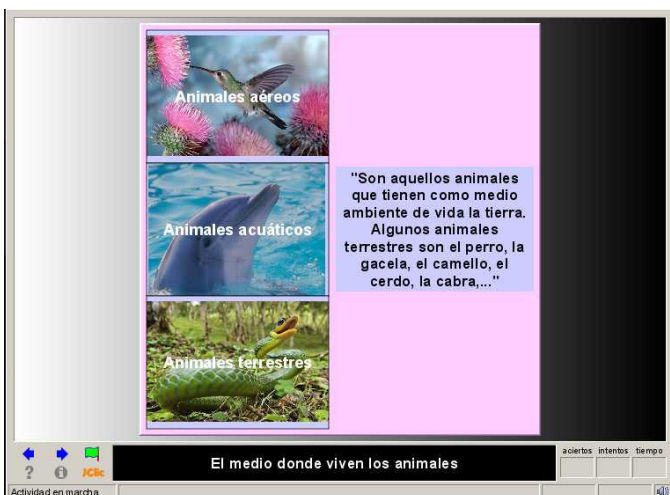 Animales aéreos
Animales acuáticos
Animales terrestres
"Son aquellos animales
que tienen como medio
ambiente de vida la tierra.
Algunos animales
terrestres son el perro, la
gacela, el camello, el
cerdo, la cabra,..."
JClic
El medio donde viven los animales
aciertos intentos tiempo
Actividad en marcha